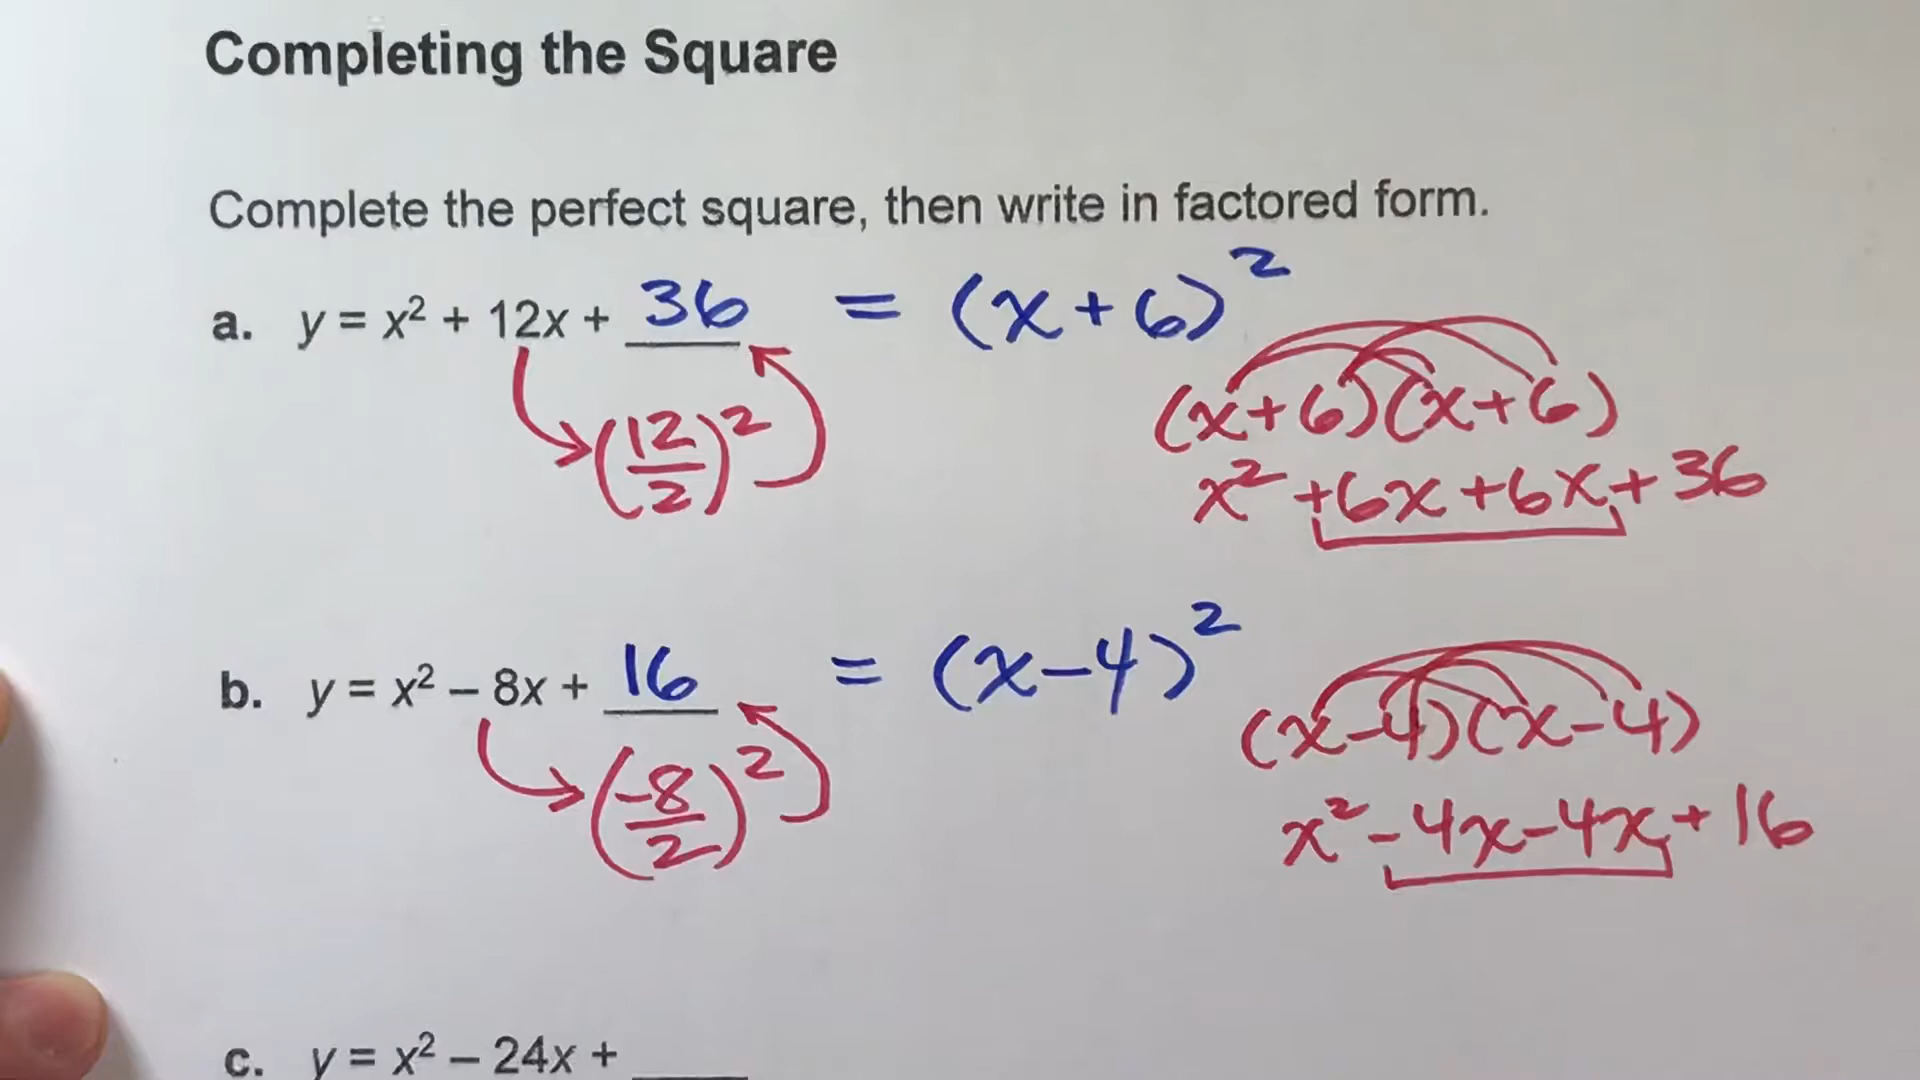 Completing the Square
Complete the perfect square, then write in factored form.
a. y = x² + 12x + 36 = (x+6)²
(12/2)²
(x+6)(x+6)
x² +6x +6x + 36
b. y = x² – 8x + 16 = (x-4)²
(-8/2)²
(x-4)(x-4)
x² -4x -4x + 16
c. y = x² – 24x + ____